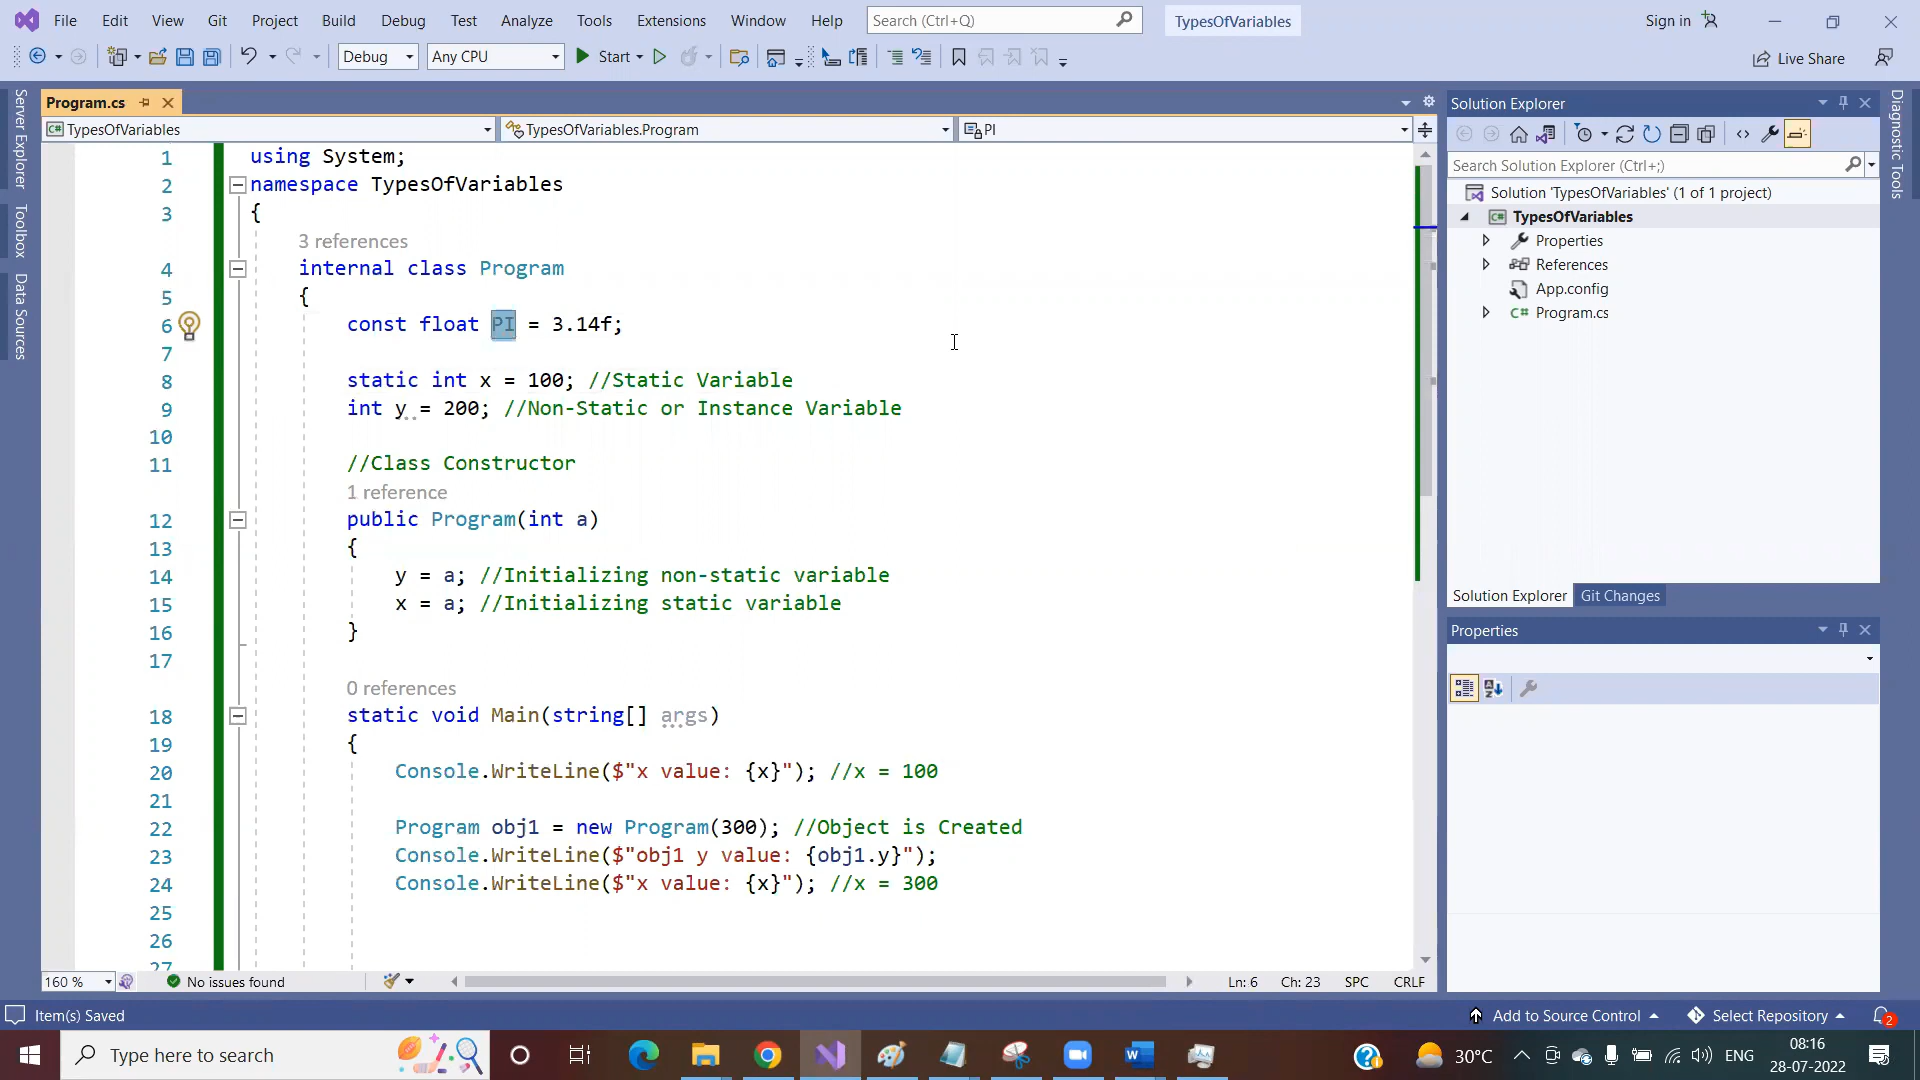 File Edit View Git Project Build Debug Test Analyze Tools Extensions Window Help Search (Ctrl+Q) TypesOfVariables Sign in
Debug Any CPU Start Live Share
Server Explorer
Toolbox
Data Sources
Program.cs
TypesOfVariables TypesOfVariables.Program PI
1 using System;
2 namespace TypesOfVariables
3 {
3 references
4 internal class Program
5 {
6 const float PI = 3.14f;
7
8 static int x = 100; //Static Variable
9 int y = 200; //Non-Static or Instance Variable
10
11 //Class Constructor
1 reference
12 public Program(int a)
13 {
14 y = a; //Initializing non-static variable
15 x = a; //Initializing static variable
16 }
17
0 references
18 static void Main(string[] args)
19 {
20 Console.WriteLine($"x value: {x}"); //x = 100
21
22 Program obj1 = new Program(300); //Object is Created
23 Console.WriteLine($"obj1 y value: {obj1.y}");
24 Console.WriteLine($"x value: {x}"); //x = 300
25
26
27
160 % No issues found Ln: 6 Ch: 23 SPC CRLF
Solution Explorer
Search Solution Explorer (Ctrl+;)
Solution 'TypesOfVariables' (1 of 1 project)
C# TypesOfVariables
Properties
References
App.config
C# Program.cs
Solution Explorer Git Changes
Properties
Diagnostic Tools
Item(s) Saved Add to Source Control Select Repository 2
Type here to search 30°C ENG 08:16
28-07-2022